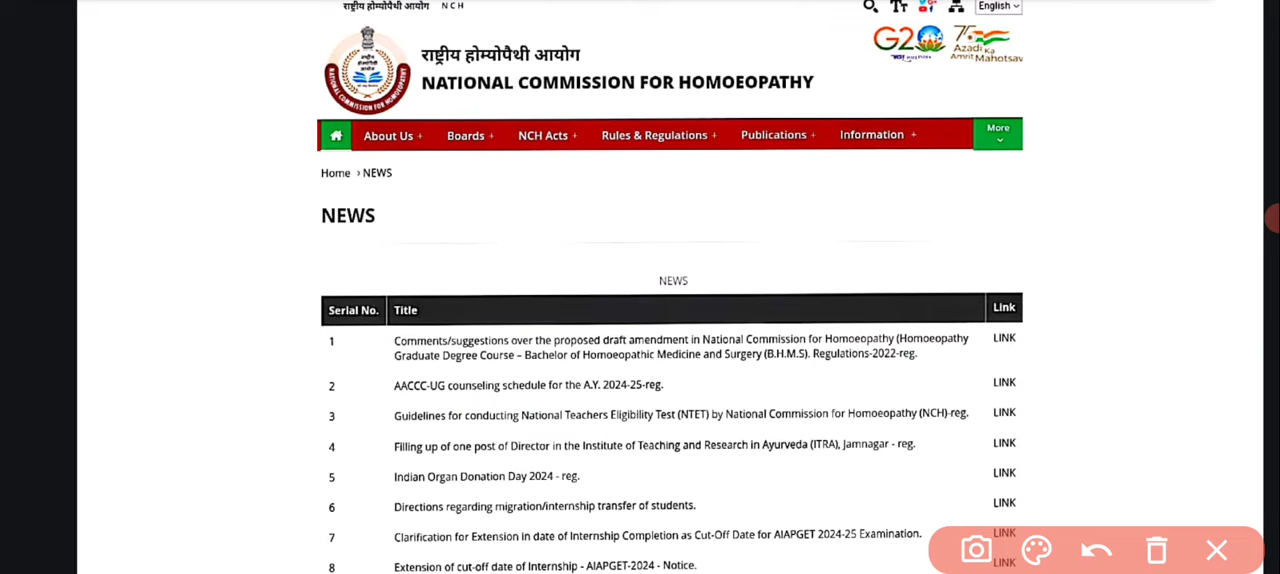 राष्ट्रीय होम्योपैथी आयोग N C H
English
राष्ट्रीय होम्योपैथी आयोग
NATIONAL COMMISSION FOR HOMOEOPATHY
NATIONAL COMMISSION FOR HOMOEOPATHY
G20
75
Azadi Ka
Amrit Mahotsav
About Us + Boards + NCH Acts + Rules & Regulations + Publications + Information + More
Home › NEWS
NEWS
NEWS
Serial No. Title Link
1 Comments/suggestions over the proposed draft amendment in National Commission for Homoeopathy (Homoeopathy LINK
Graduate Degree Course – Bachelor of Homoeopathic Medicine and Surgery (B.H.M.S). Regulations-2022-reg.
2 AACCC-UG counseling schedule for the A.Y. 2024-25-reg. LINK
3 Guidelines for conducting National Teachers Eligibility Test (NTET) by National Commission for Homoeopathy (NCH)-reg. LINK
4 Filling up of one post of Director in the Institute of Teaching and Research in Ayurveda (ITRA), Jamnagar - reg. LINK
5 Indian Organ Donation Day 2024 - reg. LINK
6 Directions regarding migration/internship transfer of students. LINK
7 Clarification for Extension in date of Internship Completion as Cut-Off Date for AIAPGET 2024-25 Examination. LINK
8 Extension of cut-off date of Internship - AIAPGET-2024 - Notice. LINK